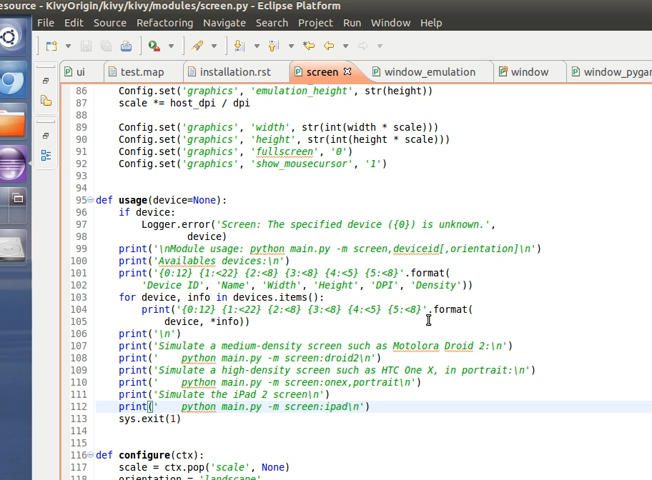 esource - KivyOrigin/kivy/kivy/modules/screen.py - Eclipse Platform
File Edit Source Refactoring Navigate Search Project Run Window Help
ui test.map installation.rst screen window_emulation window window_pygar
86 Config.set('graphics', 'emulation_height', str(height))
87 scale *= host_dpi / dpi
88
89 Config.set('graphics', 'width', str(int(width * scale)))
90 Config.set('graphics', 'height', str(int(height * scale)))
91 Config.set('graphics', 'fullscreen', '0')
92 Config.set('graphics', 'show_mousecursor', '1')
93
94
95 def usage(device=None):
96 if device:
97 Logger.error('Screen: The specified device ({0}) is unknown.',
98 device)
99 print('\nModule usage: python main.py -m screen,deviceid[,orientation]\n')
100 print('Availables devices:\n')
101 print('{0:12} {1:<22} {2:<8} {3:<8} {4:<5} {5:<8}'.format(
102 'Device ID', 'Name', 'Width', 'Height', 'DPI', 'Density'))
103 for device, info in devices.items():
104 print('{0:12} {1:<22} {2:<8} {3:<8} {4:<5} {5:<8}'.format(
105 device, *info))
106 print('\n')
107 print('Simulate a medium-density screen such as Motolora Droid 2:\n')
108 print('    python main.py -m screen:droid2\n')
109 print('Simulate a high-density screen such as HTC One X, in portrait:\n')
110 print('    python main.py -m screen:onex,portrait\n')
111 print('Simulate the iPad 2 screen\n')
112 print('    python main.py -m screen:ipad\n')
113 sys.exit(1)
114
115
116 def configure(ctx):
117 scale = ctx.pop('scale', None)
118 orientation = 'landscape'